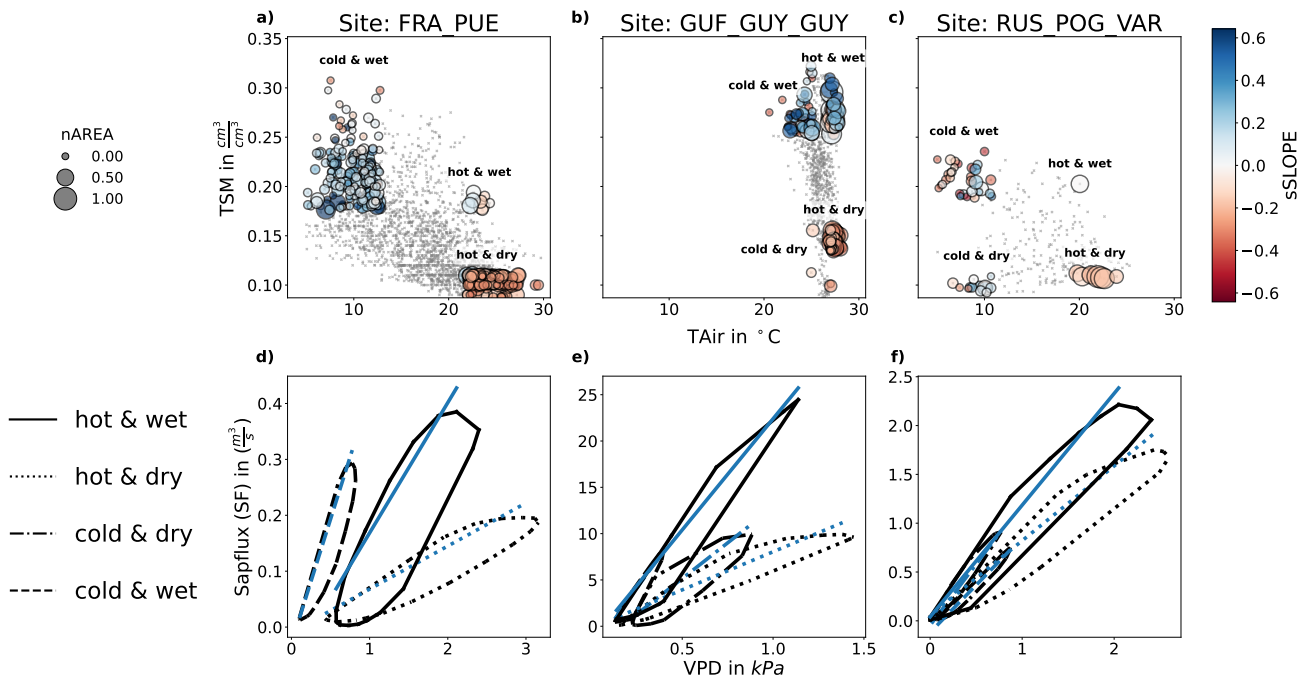 a)
Site: FRA_PUE
b)
Site: GUF_GUY_GUY
c)
Site: RUS_POG_VAR
nAREA
0.00
0.50
1.00
TSM in cm³/cm³
0.35
0.30
0.25
0.20
0.15
0.10
cold & wet
hot & wet
hot & dry
10
20
30
hot & wet
cold & wet
hot & dry
cold & dry
10
20
30
cold & wet
hot & wet
cold & dry
hot & dry
10
20
30
TAir in °C
0.6
0.4
0.2
0.0
−0.2
−0.4
−0.6
sSLOPE
hot & wet
hot & dry
cold & dry
cold & wet
d)
Sapflux (SF) in (m³/s)
0.4
0.3
0.2
0.1
0.0
0
1
2
3
e)
25
20
15
10
5
0
0.5
1.0
1.5
VPD in kPa
f)
2.5
2.0
1.5
1.0
0.5
0.0
0
1
2